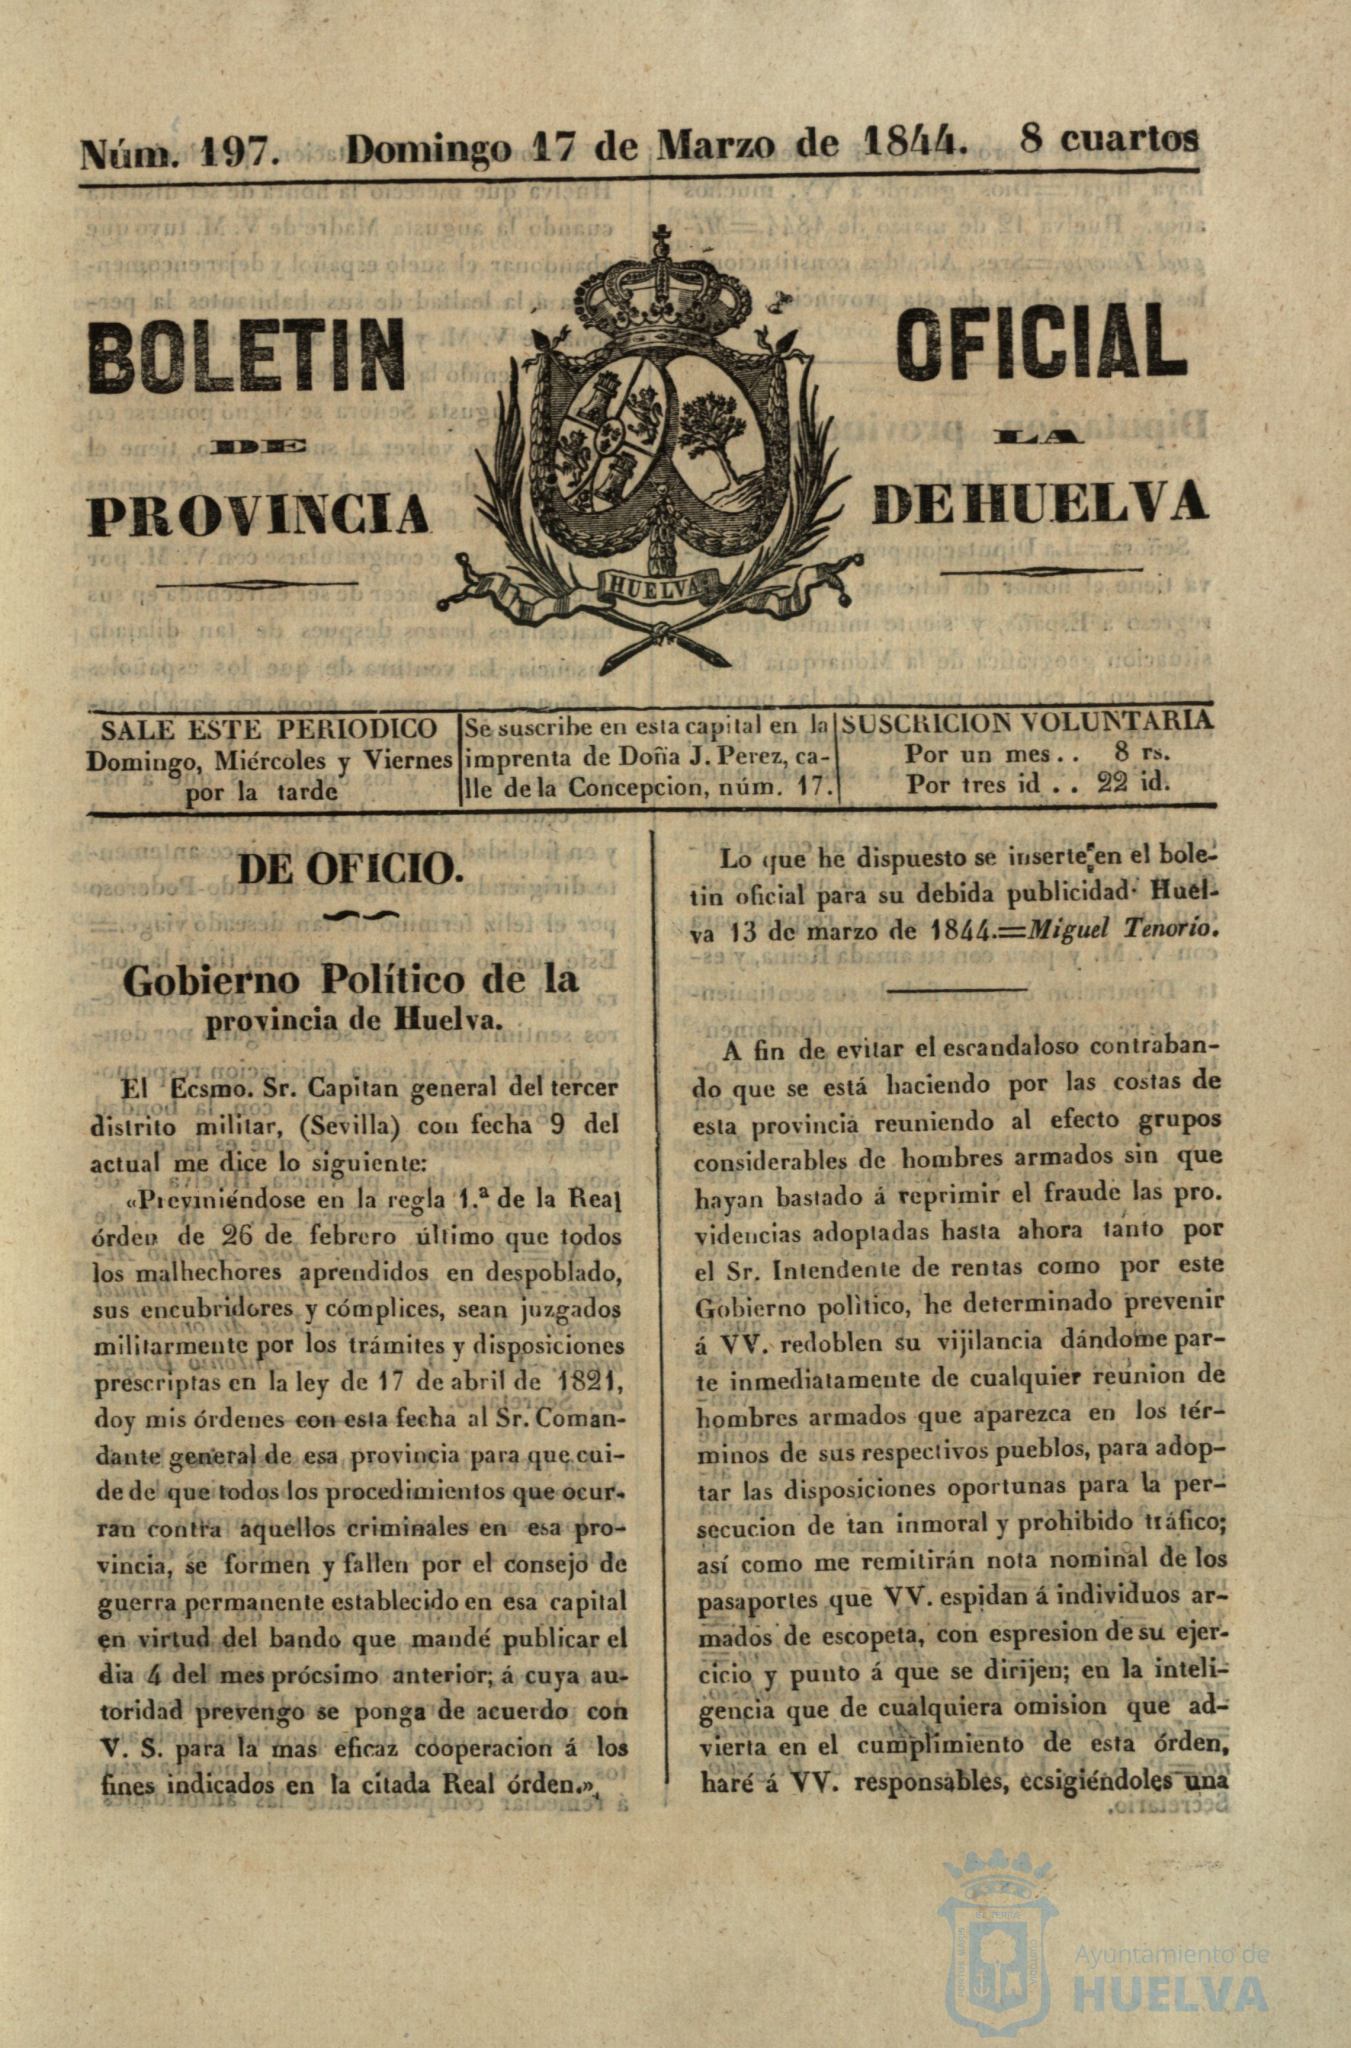 Núm. 197. Domingo 17 de Marzo de 1844. 8 cuartos
BOLETIN OFICIAL
DE LA
PROVINCIA DE HUELVA
HUELVA
SALE ESTE PERIODICO
Domingo, Miércoles y Viernes
por la tarde
Se suscribe en esta capital en la
imprenta de Doña J. Perez, ca-
lle de la Concepcion, núm. 17.
SUSCRICION VOLUNTARIA
Por un mes . . 8 rs.
Por tres id . . 22 id.
DE OFICIO.
Gobierno Político de la
provincia de Huelva.
El Ecsmo. Sr. Capitan general del tercer
distrito militar, (Sevilla) con fecha 9 del
actual me dice lo siguiente:
«Previniéndose en la regla 1.ª de la Real
órden de 26 de febrero último que todos
los malhechores aprendidos en despoblado,
sus encubridores y cómplices, sean juzgados
militarmente por los trámites y disposiciones
prescriptas en la ley de 17 de abril de 1821,
doy mis órdenes con esta fecha al Sr. Coman-
dante general de esa provincia para que cui-
de de que todos los procedimientos que ocur-
ran contra aquellos criminales en esa pro-
vincia, se formen y fallen por el consejo de
guerra permanente establecido en esa capital
en virtud del bando que mandé publicar el
dia 4 del mes prócsimo anterior; á cuya au-
toridad prevengo se ponga de acuerdo con
V. S. para la mas eficaz cooperacion á los
fines indicados en la citada Real órden.»
Lo que he dispuesto se inserte en el bole-
tin oficial para su debida publicidad. Huel-
va 13 de marzo de 1844.=Miguel Tenorio.
A fin de evitar el escandaloso contraban-
do que se está haciendo por las costas de
esta provincia reuniendo al efecto grupos
considerables de hombres armados sin que
hayan bastado á reprimir el fraude las pro.
videncias adoptadas hasta ahora tanto por
el Sr. Intendente de rentas como por este
Gobierno político, he determinado prevenir
á VV. redoblen su vijilancia dándome par-
te inmediatamente de cualquier reunion de
hombres armados que aparezca en los tér-
minos de sus respectivos pueblos, para adop-
tar las disposiciones oportunas para la per-
secucion de tan inmoral y prohibido tráfico;
así como me remitirán nota nominal de los
pasaportes que VV. espidan á individuos ar-
mados de escopeta, con espresion de su ejer-
cicio y punto á que se dirijen; en la inteli-
gencia que de cualquiera omision que ad-
vierta en el cumplimiento de esta órden,
haré á VV. responsables, ecsigiéndoles una
Ayuntamiento de
HUELVA